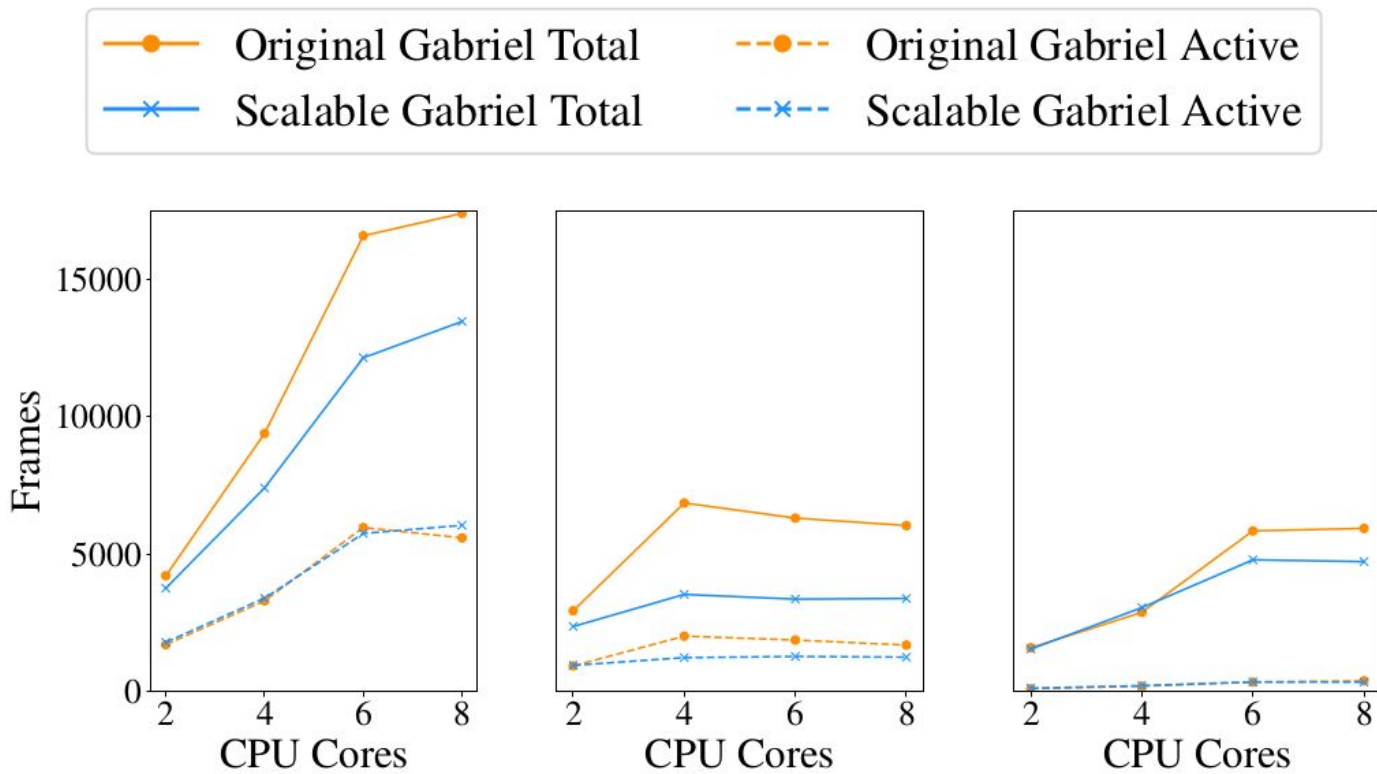 Original Gabriel Total
Original Gabriel Active
Scalable Gabriel Total
Scalable Gabriel Active
15000
10000
5000
0
Frames
2 4 6 8
2 4 6 8
2 4 6 8
CPU Cores
CPU Cores
CPU Cores